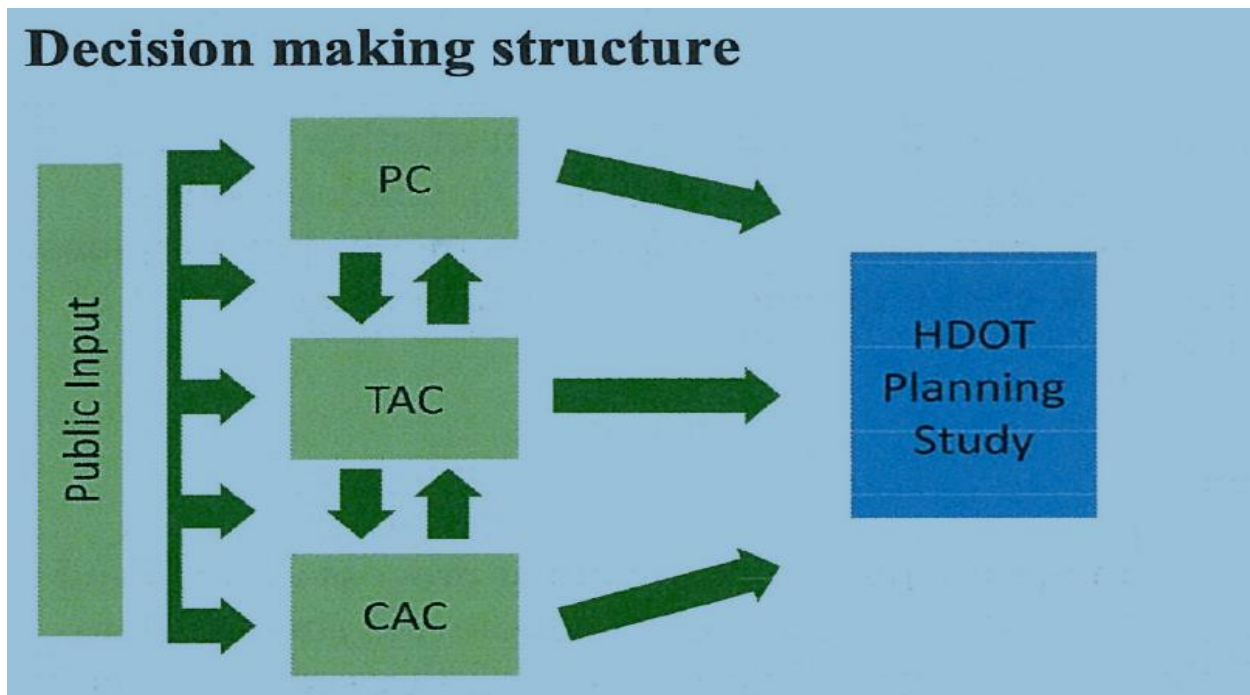 Decision making structure
Public Input
PC
TAC
CAC
HDOT
Planning
Study